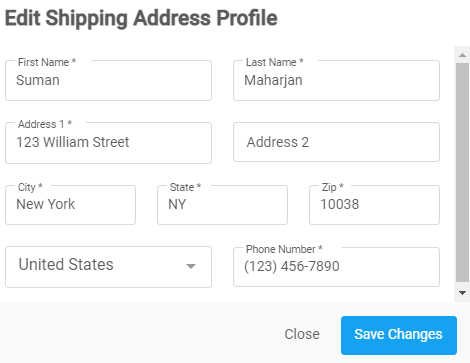 Edit Shipping Address Profile
First Name * Last Name *
Suman Maharjan
Address 1 *
123 William Street Address 2
City * State * Zip *
New York NY 10038
Phone Number *
United States (123) 456-7890
Close Save Changes